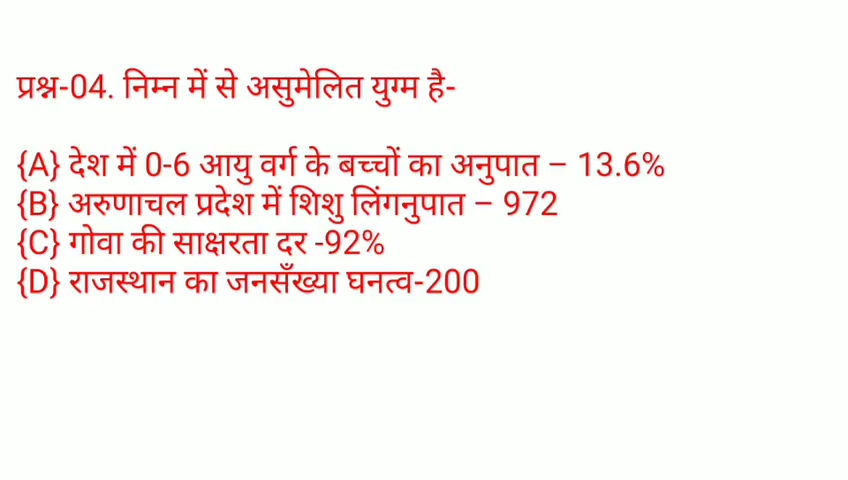 प्रश्न-04. निम्न में से असुमेलित युग्म है-
{A} देश में 0-6 आयु वर्ग के बच्चों का अनुपात – 13.6%
{B} अरुणाचल प्रदेश में शिशु लिंगनुपात – 972
{C} गोवा की साक्षरता दर -92%
{D} राजस्थान का जनसँख्या घनत्व-200